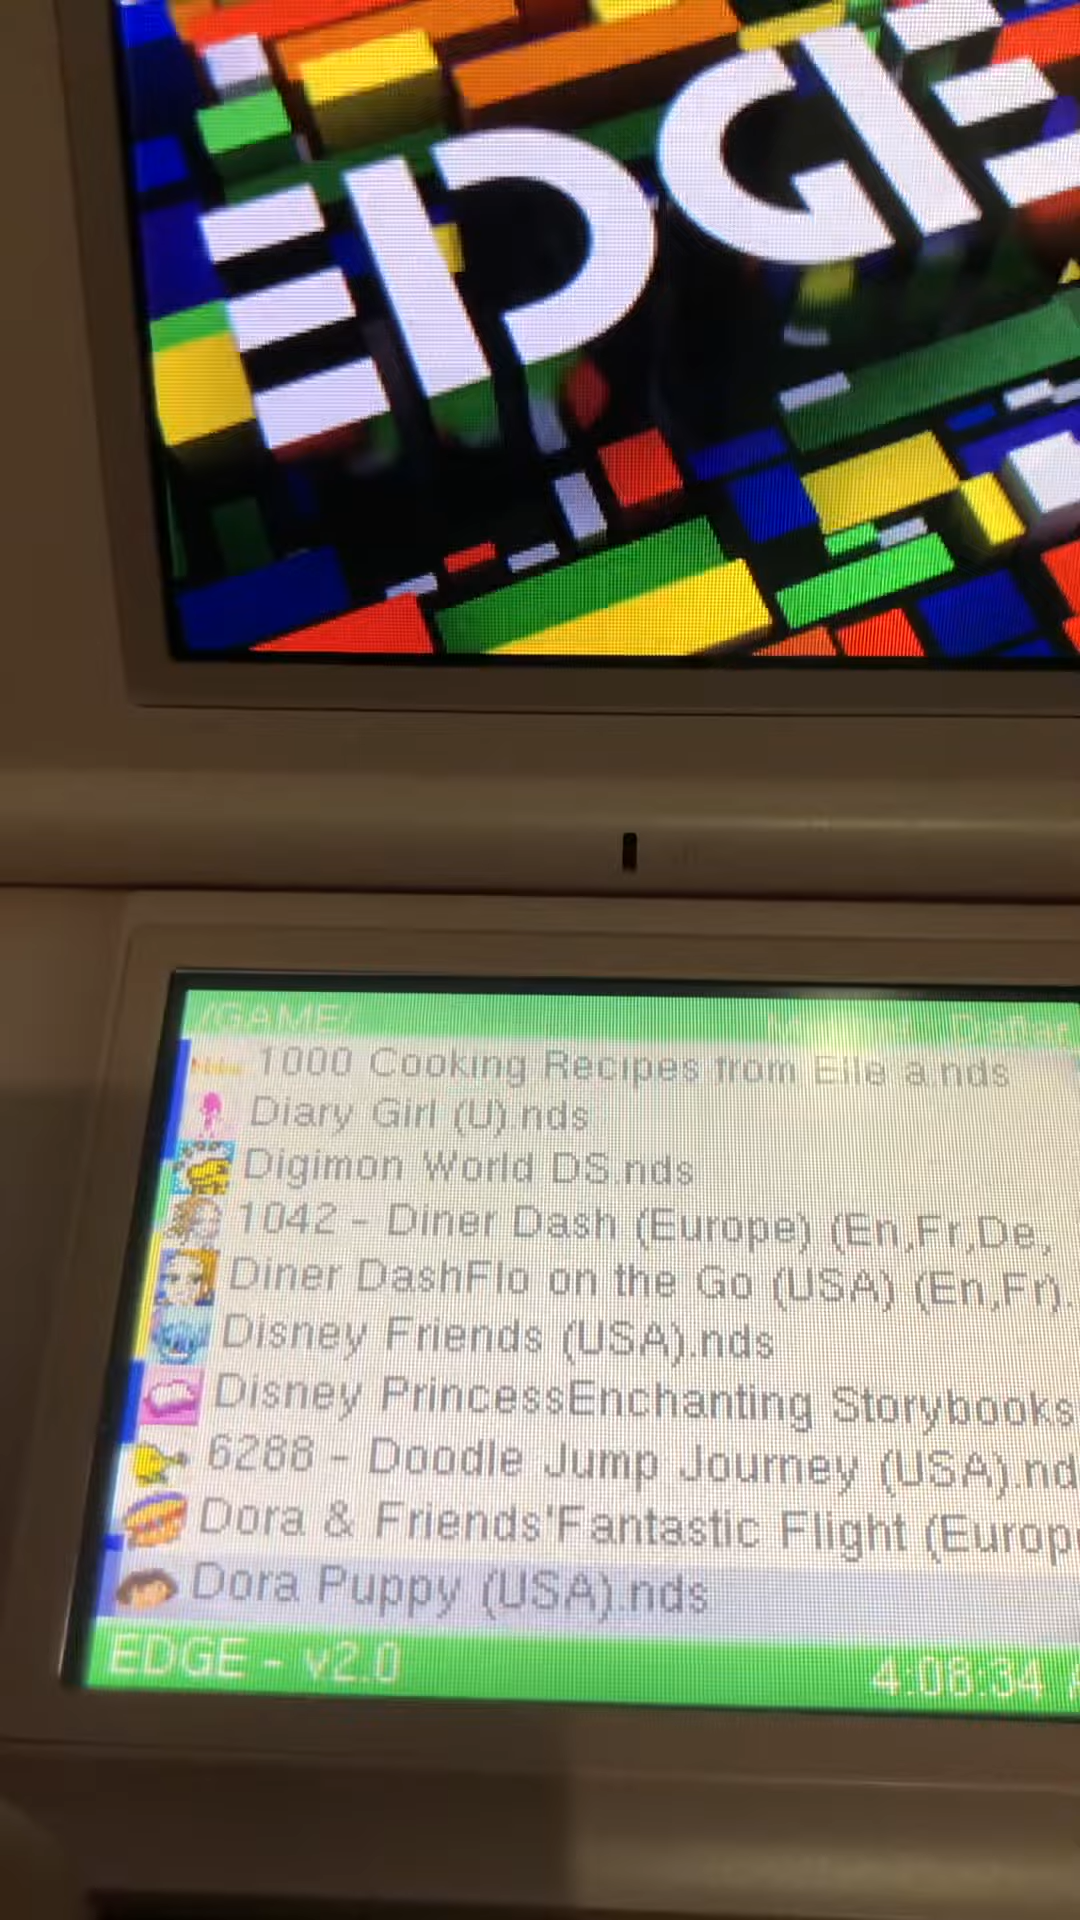 EDGE
/GAME/
1000 Cooking Recipes from Elle a.nds
Diary Girl (U).nds
Digimon World DS.nds
1042 - Diner Dash (Europe) (En,Fr,De,
Diner DashFlo on the Go (USA) (En,Fr).
Disney Friends (USA).nds
Disney PrincessEnchanting Storybooks
6288 - Doodle Jump Journey (USA).nd
Dora & Friends'Fantastic Flight (Europ
Dora Puppy (USA).nds
EDGE - v2.0
4:08:34